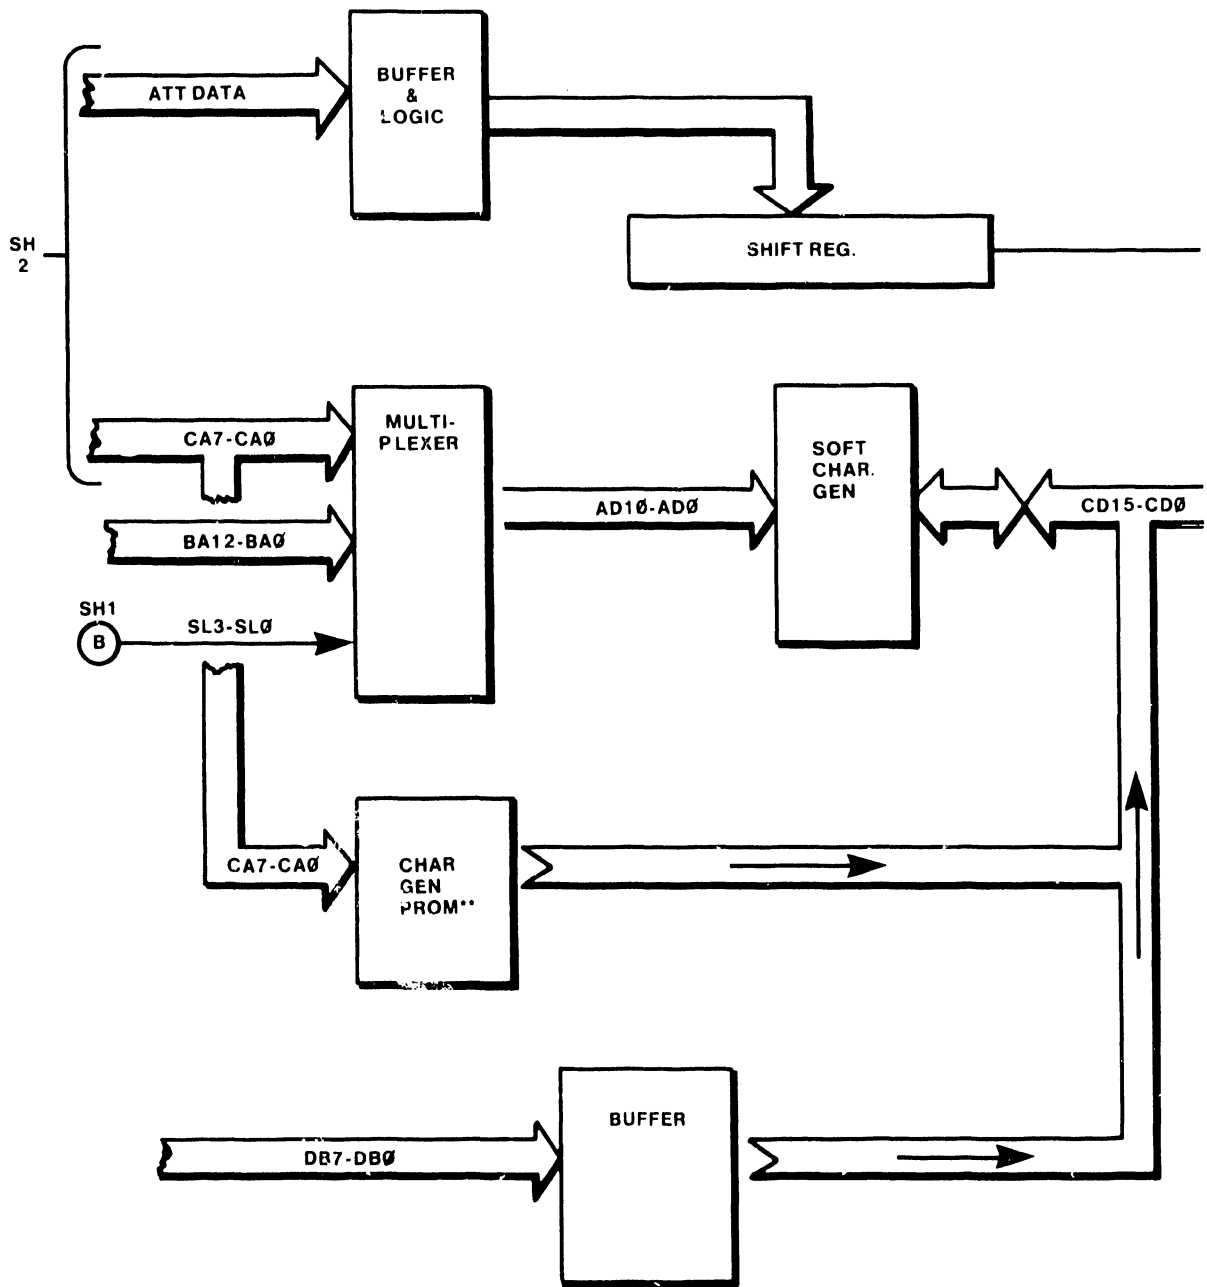 BUFFER
&
LOGIC
ATT DATA
SH
2
SHIFT REG.
MULTI-
PLEXER
CA7-CAØ
SOFT
CHAR.
GEN
AD1Ø-ADØ
CD15-CDØ
BA12-BAØ
SH1
B
SL3-SLØ
CA7-CAØ
CHAR
GEN
PROM**
BUFFER
DB7-DBØ